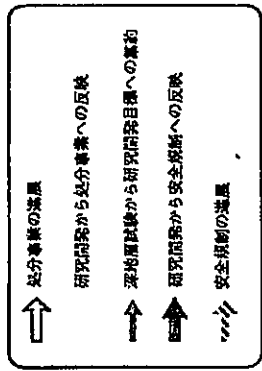 処分事業の進展
研究開発から処分事業への反映
深地層試験から研究開発目標への集約
研究開発から安全規制への反映
安全規制の進展